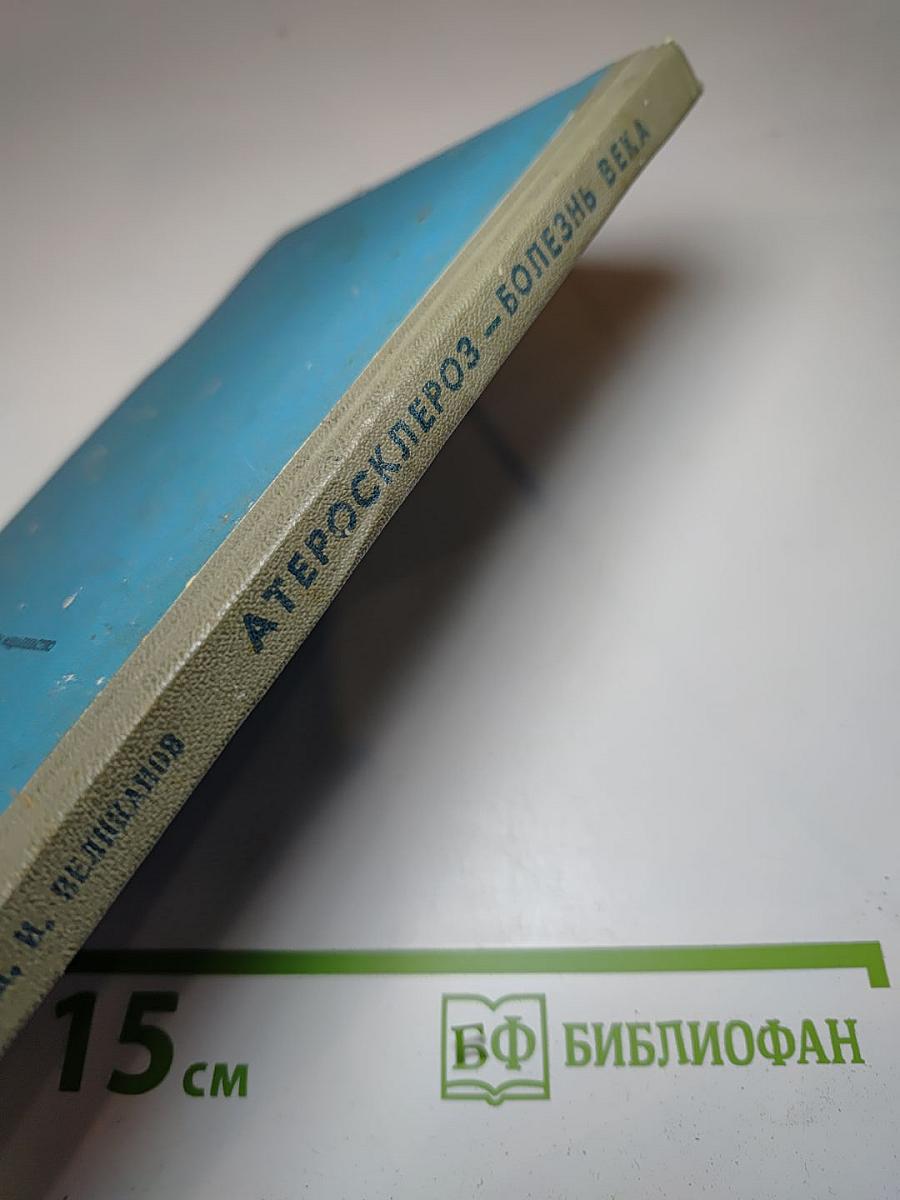 И. ВЕЛИКАНОВ
АТЕРОСКЛЕРОЗ — БОЛЕЗНЬ ВЕКА
15 см
БФ БИБЛИОФАН